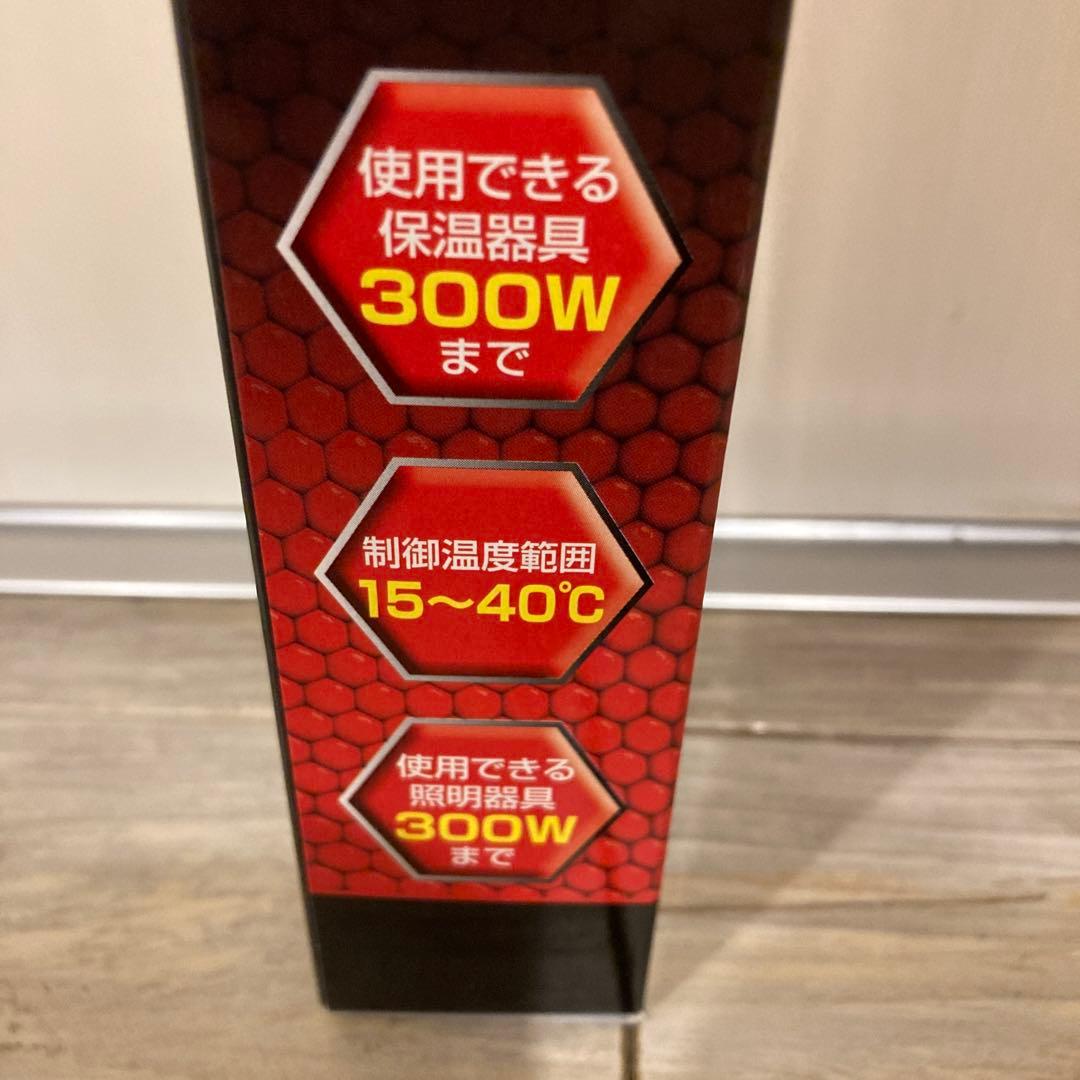 使用できる
保温器具
300W
まで
制御温度範囲
15〜40℃
使用できる
照明器具
300W
まで